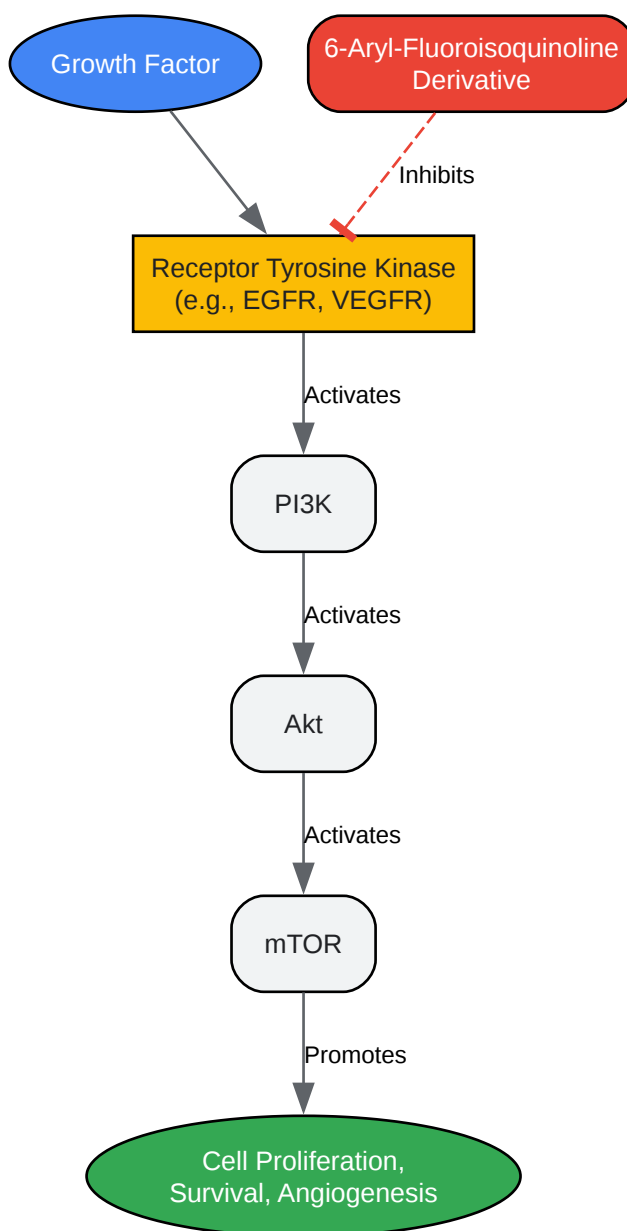 Growth Factor
6-Aryl-Fluoroisoquinoline
Derivative
Inhibits
Receptor Tyrosine Kinase
(e.g., EGFR, VEGFR)
Activates
PI3K
Activates
Akt
Activates
mTOR
Promotes
Cell Proliferation,
Survival, Angiogenesis